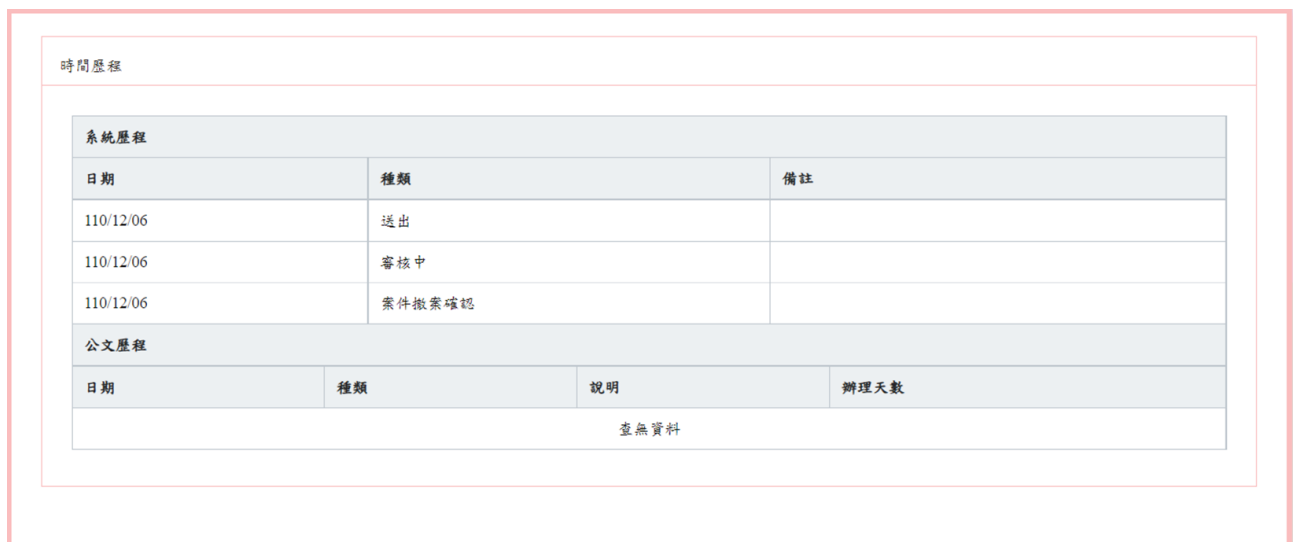 時間歷程
系統歷程
日期 種類 備註
110/12/06 送出
110/12/06 審核中
110/12/06 案件撤案確認
公文歷程
日期 種類 說明 辦理天數
查無資料